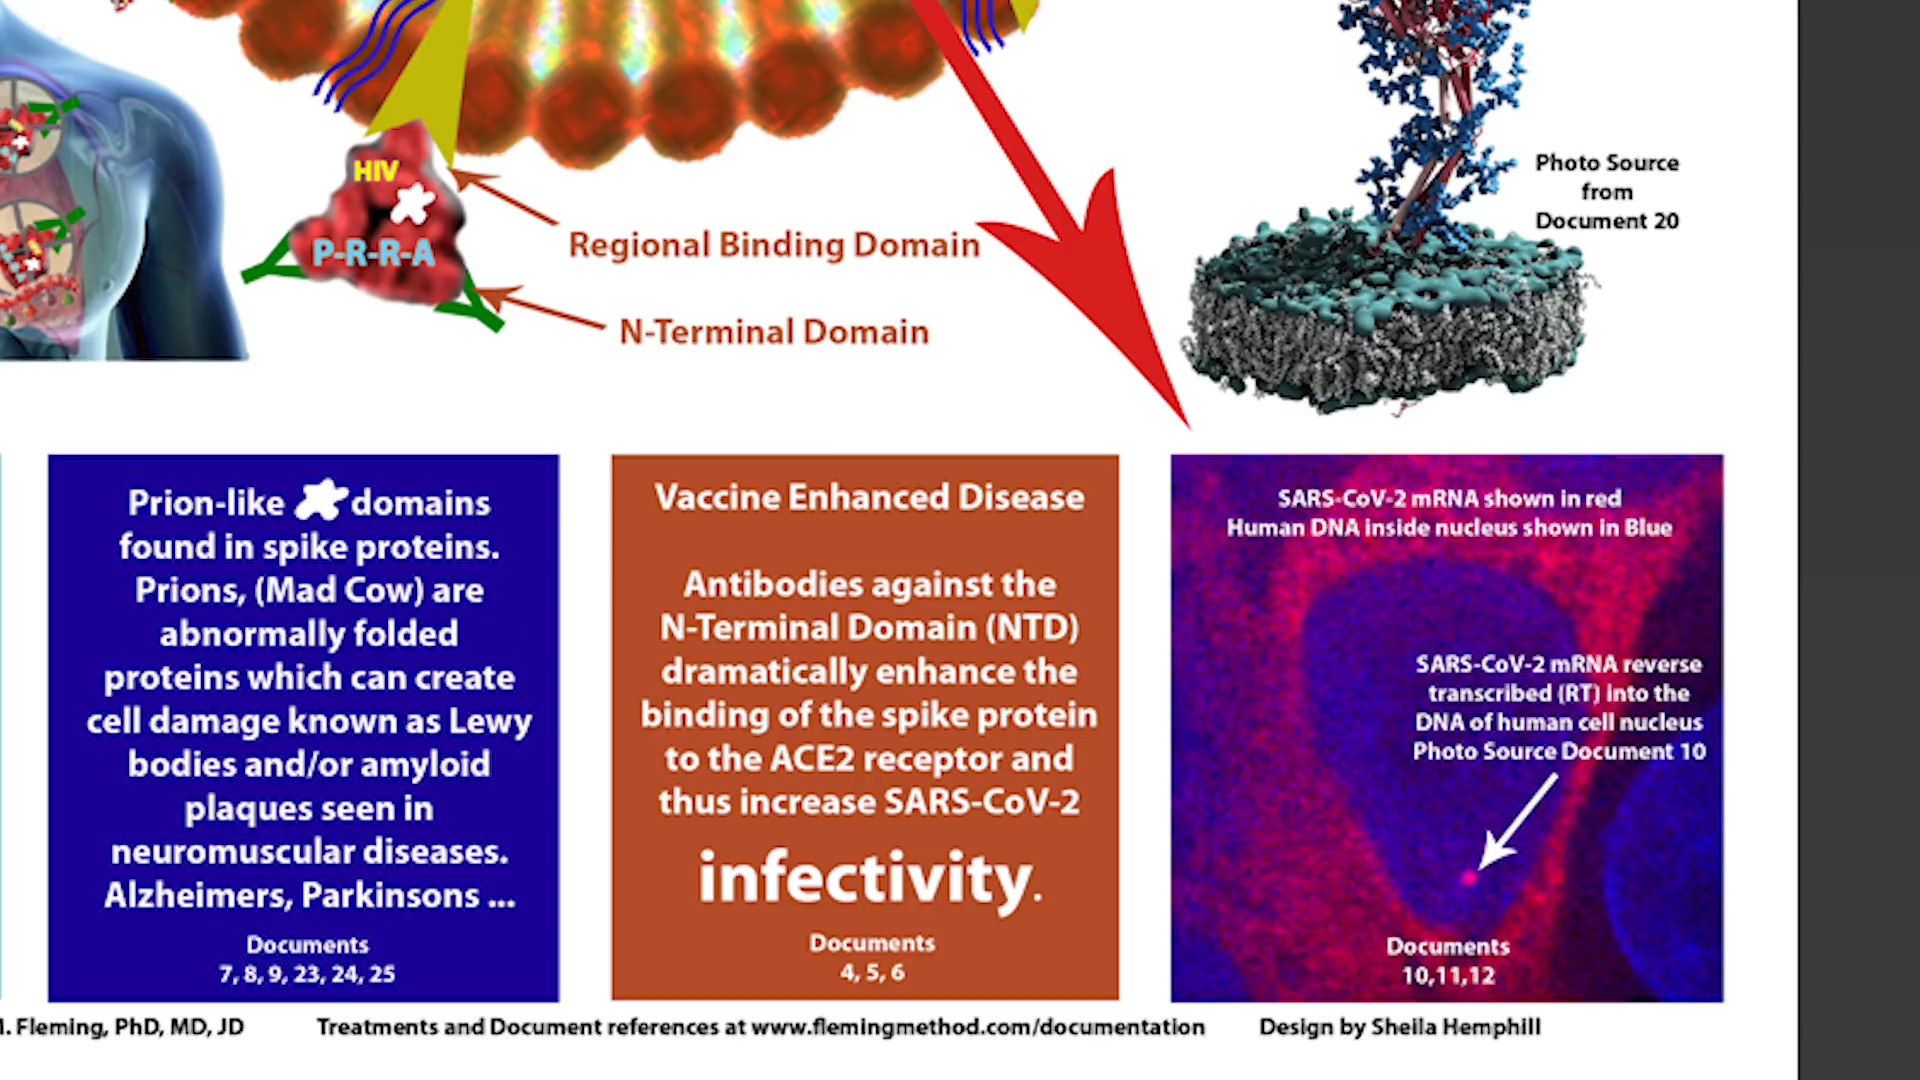 HIV
P-R-R-A
Regional Binding Domain
N-Terminal Domain
Photo Source
from
Document 20
Prion-like domains
found in spike proteins.
Prions, (Mad Cow) are
abnormally folded
proteins which can create
cell damage known as Lewy
bodies and/or amyloid
plaques seen in
neuromuscular diseases.
Alzheimers, Parkinsons ...
Documents
7, 8, 9, 23, 24, 25
Vaccine Enhanced Disease
Antibodies against the
N-Terminal Domain (NTD)
dramatically enhance the
binding of the spike protein
to the ACE2 receptor and
thus increase SARS-CoV-2
infectivity.
Documents
4, 5, 6
SARS-CoV-2 mRNA shown in red
Human DNA inside nucleus shown in Blue
SARS-CoV-2 mRNA reverse
transcribed (RT) into the
DNA of human cell nucleus
Photo Source Document 10
Documents
10,11,12
. Fleming, PhD, MD, JD
Treatments and Document references at www.flemingmethod.com/documentation
Design by Sheila Hemphill